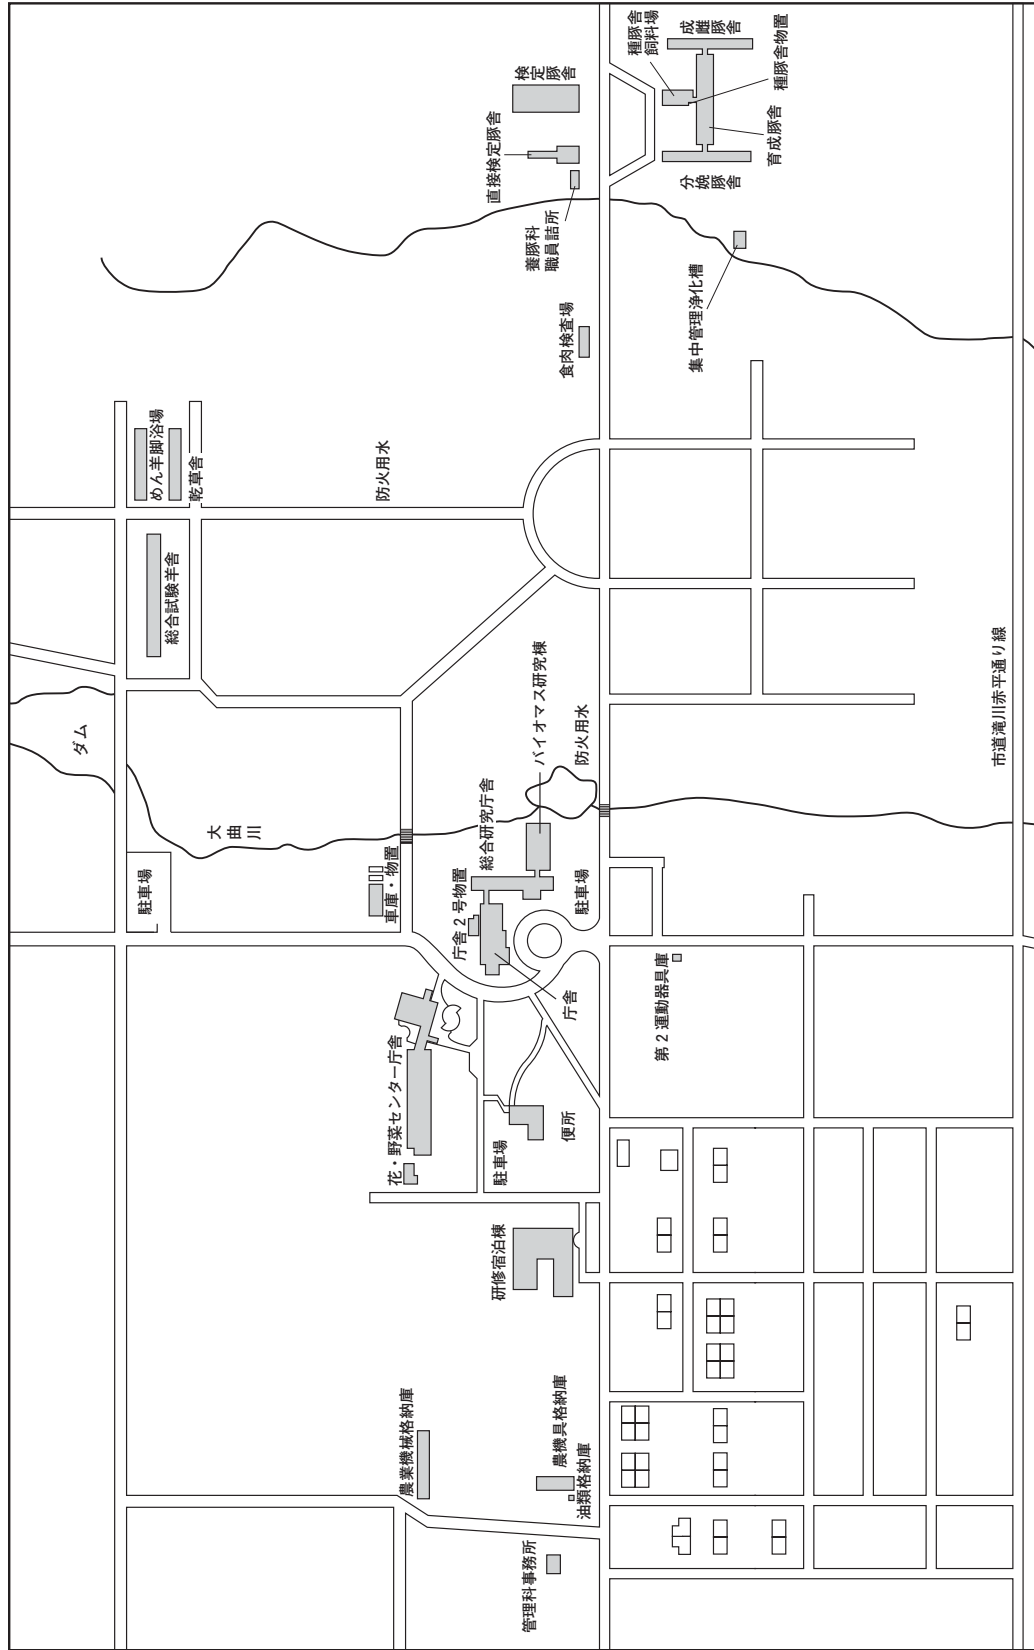 管理科事務所
農業機械格納庫
農機具格納庫
油類格納庫
研修宿泊棟
花・野菜センター庁舎
駐車場
便所
庁舎
庁舎２号物置
車庫・物置
駐車場
大曲川
ダム
総合研究庁舎
バイオマス研究棟
駐車場
防火用水
第２運動器具庫
総合試験羊舎
めん羊脚浴場
乾草舎
防火用水
市道滝川赤平通り線
食肉検査場
養豚科
職員詰所
直接検定豚舎
検定豚舎
集中管理浄化槽
分娩豚舎
育成豚舎
種豚舎物置
種豚舎
飼料場
成雌豚舎